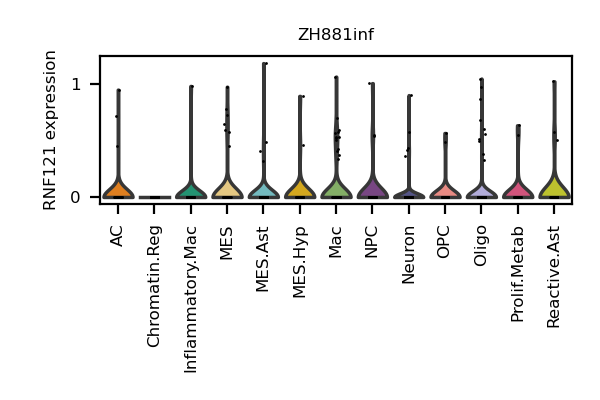 ZH881inf
RNF121 expression
1
0
AC
Chromatin.Reg
Inflammatory.Mac
MES
MES.Ast
MES.Hyp
Mac
NPC
Neuron
OPC
Oligo
Prolif.Metab
Reactive.Ast